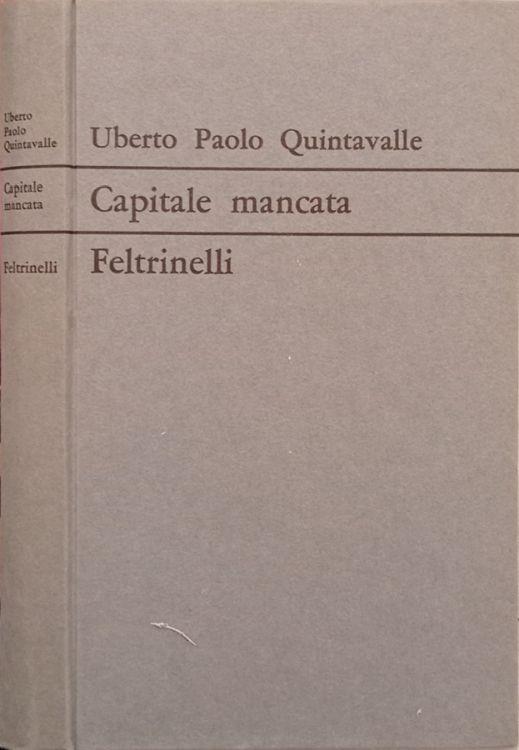 Uberto
Paolo
Quintavalle
Capitale
mancata
Feltrinelli
Uberto Paolo Quintavalle
Capitale mancata
Feltrinelli